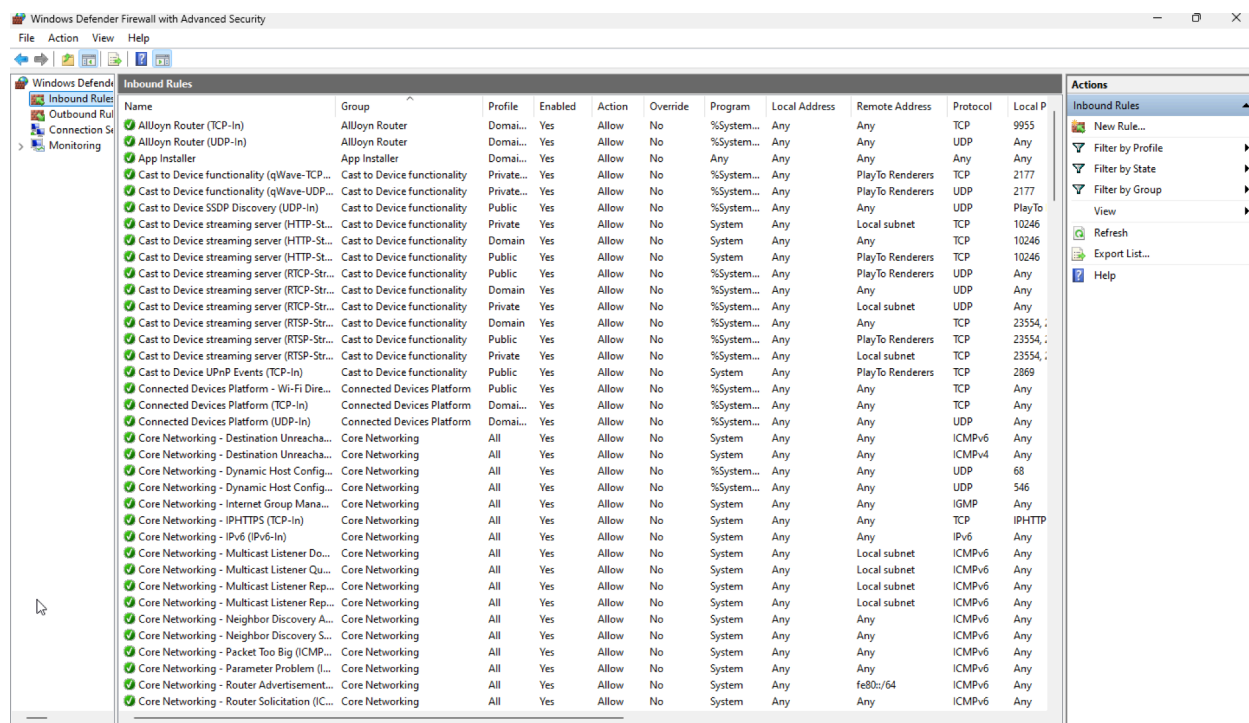 Windows Defender Firewall with Advanced Security
File Action View Help
Windows Defende
Inbound Rules
Outbound Rul
Connection Se
Monitoring
Inbound Rules
Name Group Profile Enabled Action Override Program Local Address Remote Address Protocol Local P
AllJoyn Router (TCP-In) AllJoyn Router Domai... Yes Allow No %System... Any Any TCP 9955
AllJoyn Router (UDP-In) AllJoyn Router Domai... Yes Allow No %System... Any Any UDP Any
App Installer App Installer Domai... Yes Allow No Any Any Any Any Any
Cast to Device functionality (qWave-TCP... Cast to Device functionality Private... Yes Allow No %System... Any PlayTo Renderers TCP 2177
Cast to Device functionality (qWave-UDP... Cast to Device functionality Private... Yes Allow No %System... Any PlayTo Renderers UDP 2177
Cast to Device SSDP Discovery (UDP-In) Cast to Device functionality Public Yes Allow No %System... Any Any UDP PlayTo
Cast to Device streaming server (HTTP-St... Cast to Device functionality Private Yes Allow No System Any Local subnet TCP 10246
Cast to Device streaming server (HTTP-St... Cast to Device functionality Domain Yes Allow No System Any Any TCP 10246
Cast to Device streaming server (HTTP-St... Cast to Device functionality Public Yes Allow No System Any PlayTo Renderers TCP 10246
Cast to Device streaming server (RTCP-Str... Cast to Device functionality Public Yes Allow No %System... Any PlayTo Renderers UDP Any
Cast to Device streaming server (RTCP-Str... Cast to Device functionality Domain Yes Allow No %System... Any Any UDP Any
Cast to Device streaming server (RTCP-Str... Cast to Device functionality Private Yes Allow No %System... Any Local subnet UDP Any
Cast to Device streaming server (RTSP-Str... Cast to Device functionality Domain Yes Allow No %System... Any Any TCP 23554,
Cast to Device streaming server (RTSP-Str... Cast to Device functionality Public Yes Allow No %System... Any PlayTo Renderers TCP 23554,
Cast to Device streaming server (RTSP-Str... Cast to Device functionality Private Yes Allow No %System... Any Local subnet TCP 23554,
Cast to Device UPnP Events (TCP-In) Cast to Device functionality Public Yes Allow No System Any PlayTo Renderers TCP 2869
Connected Devices Platform - Wi-Fi Dire... Connected Devices Platform Public Yes Allow No %System... Any Any TCP Any
Connected Devices Platform (TCP-In) Connected Devices Platform Domai... Yes Allow No %System... Any Any TCP Any
Connected Devices Platform (UDP-In) Connected Devices Platform Domai... Yes Allow No %System... Any Any UDP Any
Core Networking - Destination Unreacha... Core Networking All Yes Allow No System Any Any ICMPv6 Any
Core Networking - Destination Unreacha... Core Networking All Yes Allow No System Any Any ICMPv4 Any
Core Networking - Dynamic Host Config... Core Networking All Yes Allow No %System... Any Any UDP 68
Core Networking - Dynamic Host Config... Core Networking All Yes Allow No %System... Any Any UDP 546
Core Networking - Internet Group Mana... Core Networking All Yes Allow No System Any Any IGMP Any
Core Networking - IPHTTPS (TCP-In) Core Networking All Yes Allow No System Any Any TCP IPHTTP
Core Networking - IPv6 (IPv6-In) Core Networking All Yes Allow No System Any Any IPv6 Any
Core Networking - Multicast Listener Do... Core Networking All Yes Allow No System Any Local subnet ICMPv6 Any
Core Networking - Multicast Listener Qu... Core Networking All Yes Allow No System Any Local subnet ICMPv6 Any
Core Networking - Multicast Listener Rep... Core Networking All Yes Allow No System Any Local subnet ICMPv6 Any
Core Networking - Multicast Listener Rep... Core Networking All Yes Allow No System Any Local subnet ICMPv6 Any
Core Networking - Neighbor Discovery A... Core Networking All Yes Allow No System Any Any ICMPv6 Any
Core Networking - Neighbor Discovery S... Core Networking All Yes Allow No System Any Any ICMPv6 Any
Core Networking - Packet Too Big (ICMP... Core Networking All Yes Allow No System Any Any ICMPv6 Any
Core Networking - Parameter Problem (I... Core Networking All Yes Allow No System Any Any ICMPv6 Any
Core Networking - Router Advertisement... Core Networking All Yes Allow No System Any fe80::/64 ICMPv6 Any
Core Networking - Router Solicitation (IC... Core Networking All Yes Allow No System Any Any ICMPv6 Any
Actions
Inbound Rules
New Rule...
Filter by Profile
Filter by State
Filter by Group
View
Refresh
Export List...
Help